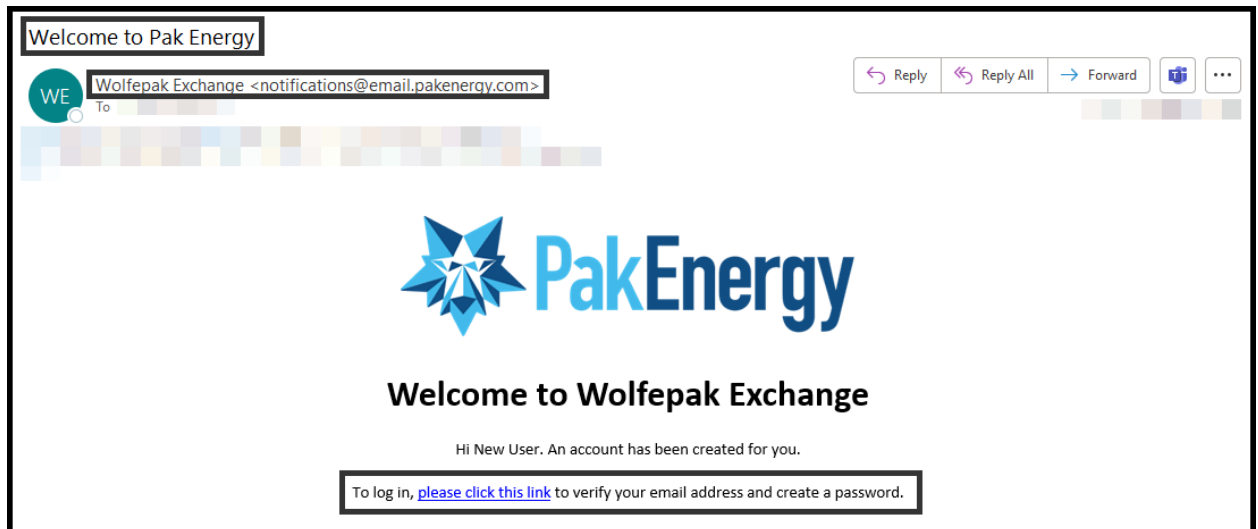 Welcome to Pak Energy
Wolfepak Exchange <notifications@email.pakenergy.com>
WE
To
Reply
Reply All
Forward
PakEnergy
Welcome to Wolfepak Exchange
Hi New User. An account has been created for you.
To log in, please click this link to verify your email address and create a password.